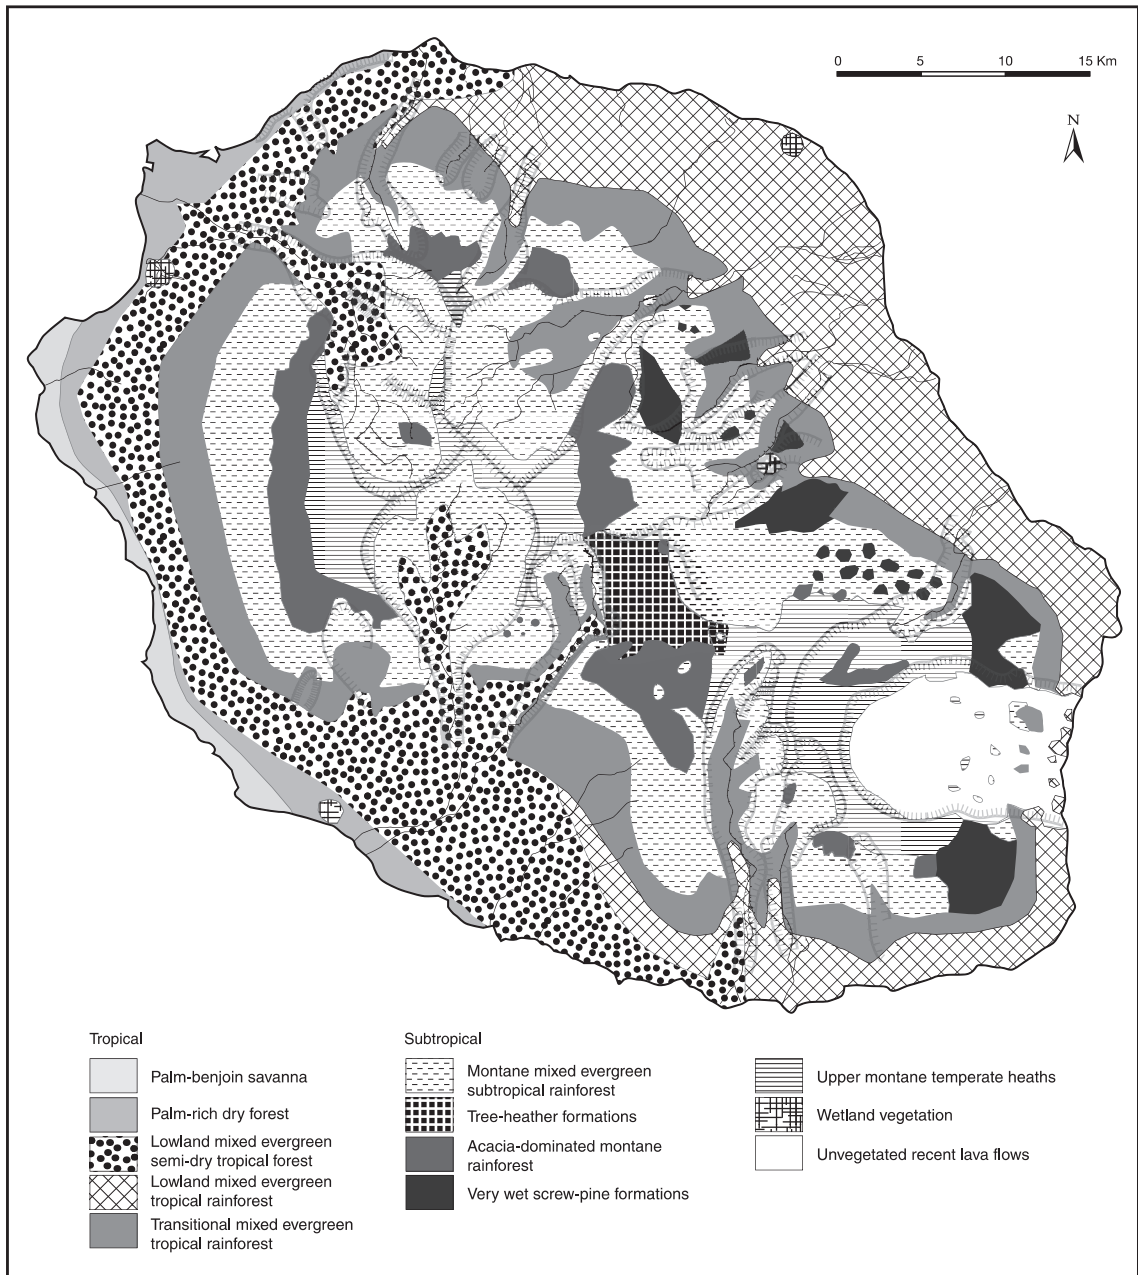 0 5 10 15 Km
N
Tropical
Palm-benjoin savanna
Palm-rich dry forest
Lowland mixed evergreen
semi-dry tropical forest
Lowland mixed evergreen
tropical rainforest
Transitional mixed evergreen
tropical rainforest
Subtropical
Montane mixed evergreen
subtropical rainforest
Tree-heather formations
Acacia-dominated montane
rainforest
Very wet screw-pine formations
Upper montane temperate heaths
Wetland vegetation
Unvegetated recent lava flows